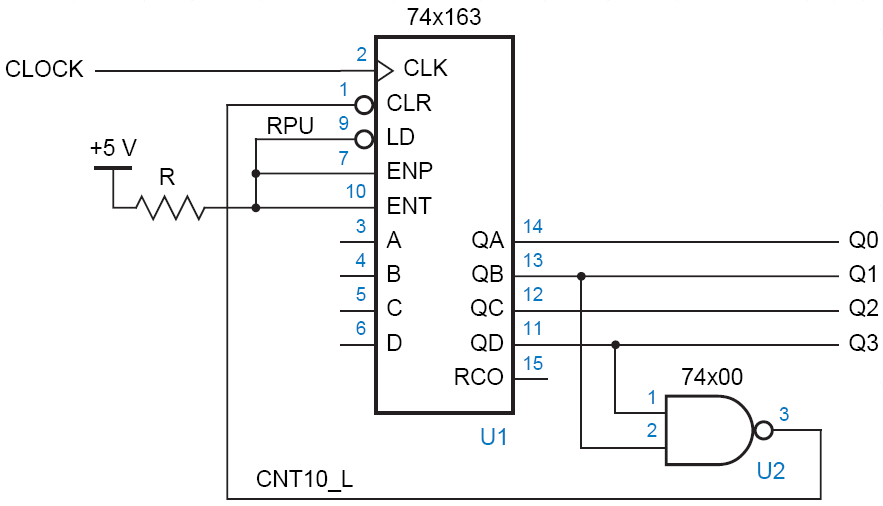 74x163
CLOCK
2
CLK
1
CLR
RPU
9
LD
+5 V
R
7
ENP
10
ENT
3
A
QA
14
Q0
4
B
QB
13
Q1
5
C
QC
12
Q2
6
D
QD
11
Q3
RCO
15
74x00
1
2
3
U1
U2
CNT10_L